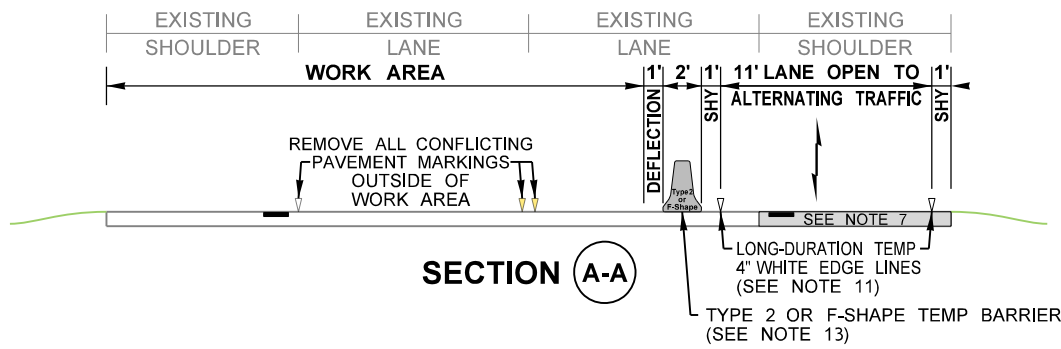 EXISTING EXISTING EXISTING EXISTING
SHOULDER LANE LANE SHOULDER
WORK AREA 1' 2' 1' 11' LANE OPEN TO 1'
ALTERNATING TRAFFIC
DEFLECTION
SHY
SHY
REMOVE ALL CONFLICTING
PAVEMENT MARKINGS
OUTSIDE OF
WORK AREA
Type 2
or
F-Shape
SEE NOTE 7
LONG-DURATION TEMP
4" WHITE EDGE LINES
(SEE NOTE 11)
SECTION A-A
TYPE 2 OR F-SHAPE TEMP BARRIER
(SEE NOTE 13)